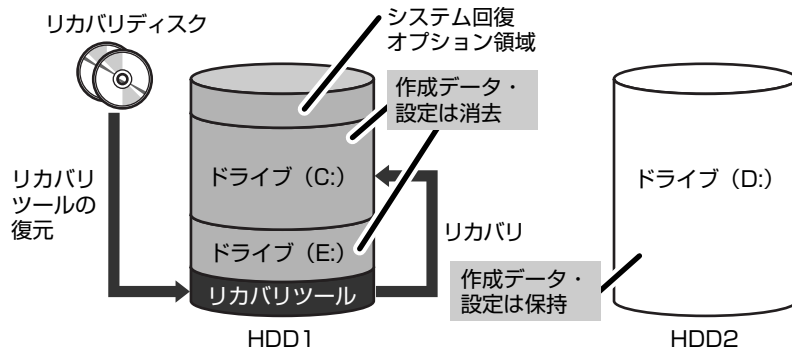 リカバリディスク
システム回復
オプション領域
作成データ・
設定は消去
リカバリ
ツールの
復元
ドライブ（C:）
ドライブ（D:）
ドライブ（E:）
リカバリ
リカバリツール
作成データ・
設定は保持
HDD1
HDD2